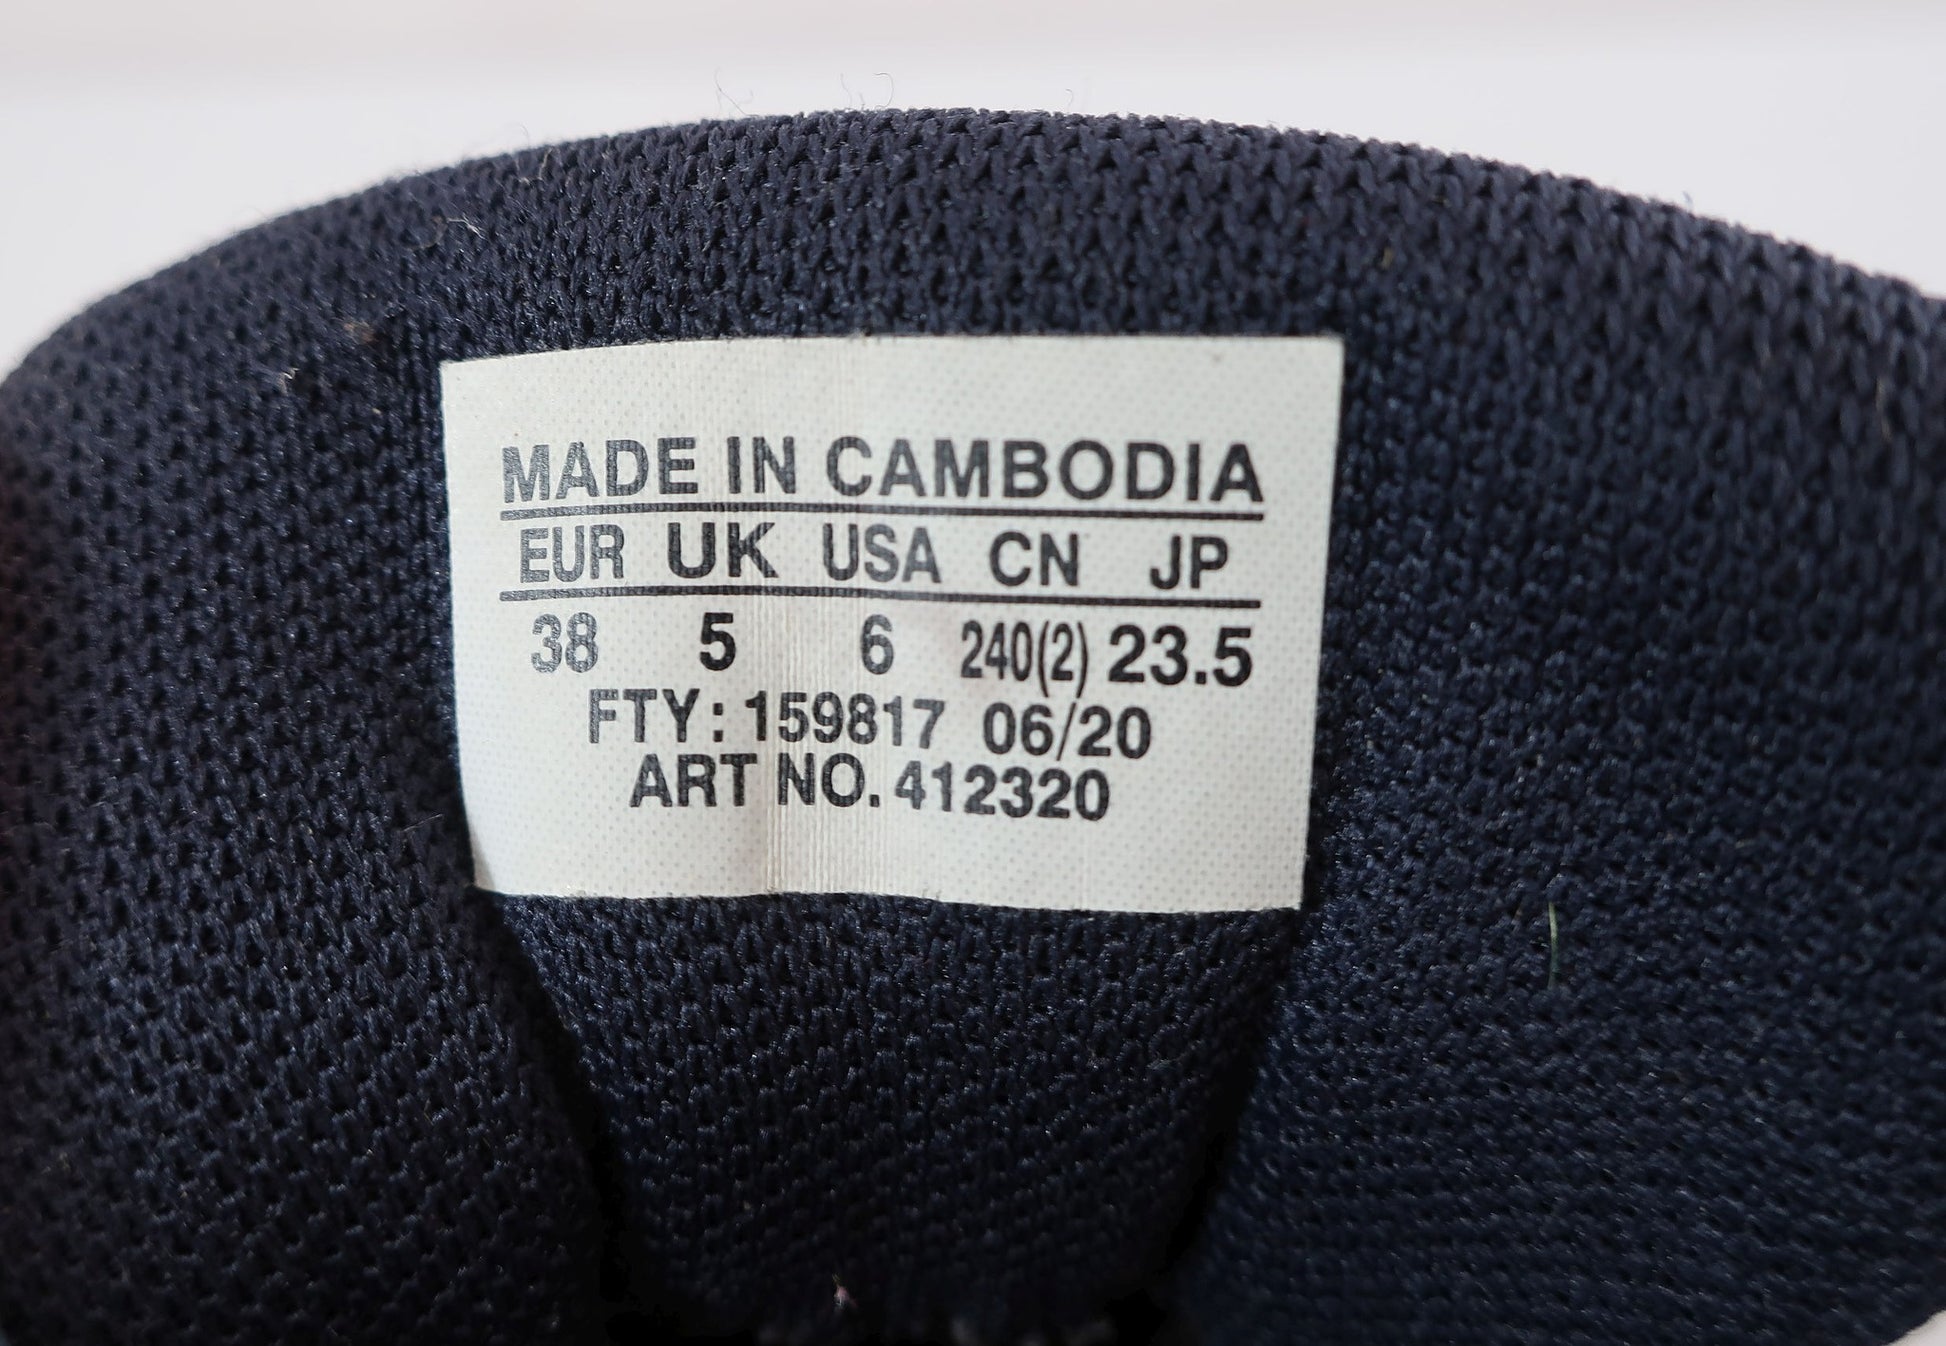 MADE IN CAMBODIA
EUR UK USA CN JP
38 5 6 240(2) 23.5
FTY: 159817 06/20
ART NO. 412320